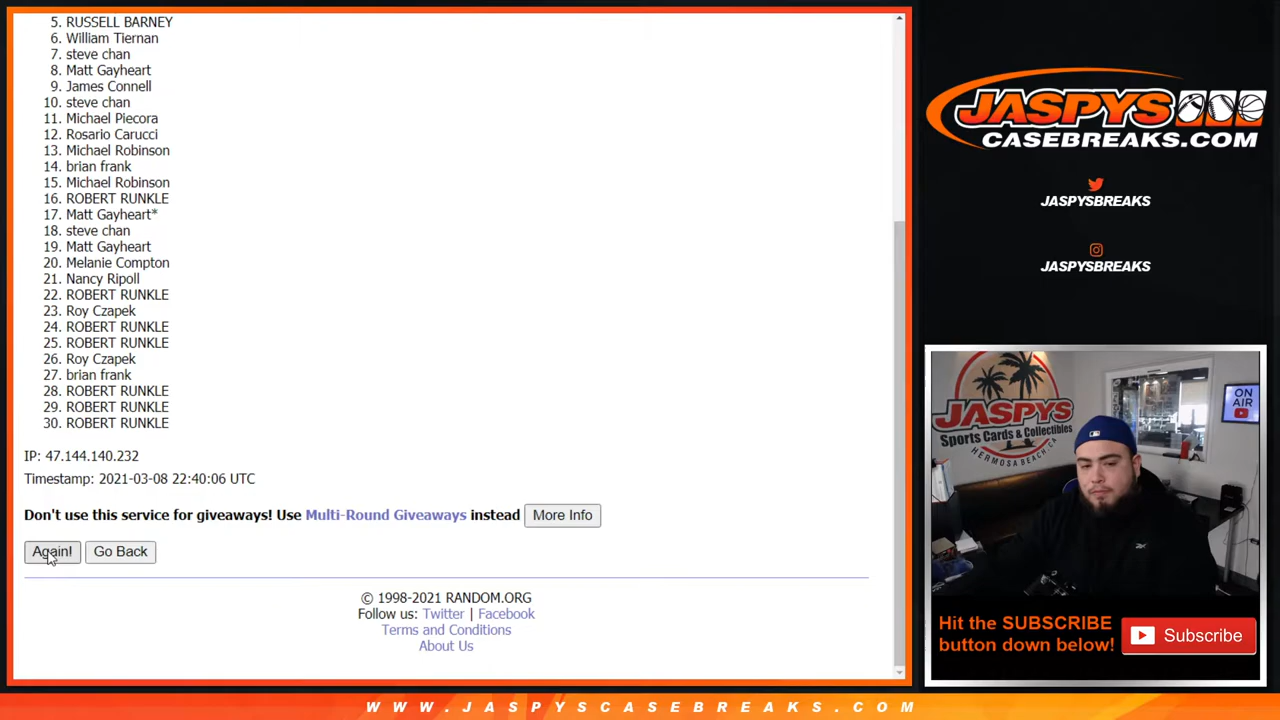 5. RUSSELL BARNEY
6. William Tiernan
7. steve chan
8. Matt Gayheart
9. James Connell
10. steve chan
11. Michael Piecora
12. Rosario Carucci
13. Michael Robinson
14. brian frank
15. Michael Robinson
16. ROBERT RUNKLE
17. Matt Gayheart*
18. steve chan
19. Matt Gayheart
20. Melanie Compton
21. Nancy Ripoll
22. ROBERT RUNKLE
23. Roy Czapek
24. ROBERT RUNKLE
25. ROBERT RUNKLE
26. Roy Czapek
27. brian frank
28. ROBERT RUNKLE
29. ROBERT RUNKLE
30. ROBERT RUNKLE
IP: 47.144.140.232
Timestamp: 2021-03-08 22:40:06 UTC
Don't use this service for giveaways! Use Multi-Round Giveaways instead More Info
Again! Go Back
© 1998-2021 RANDOM.ORG
Follow us: Twitter | Facebook
Terms and Conditions
About Us
JASPYS
CASEBREAKS.COM
JASPYSBREAKS
JASPYSBREAKS
JASPYS
Sports Cards & Collectibles
HERMOSA BEACH, CA
ON
AIR
Hit the SUBSCRIBE
button down below!
Subscribe
WWW.JASPYSCASEBREAKS.COM